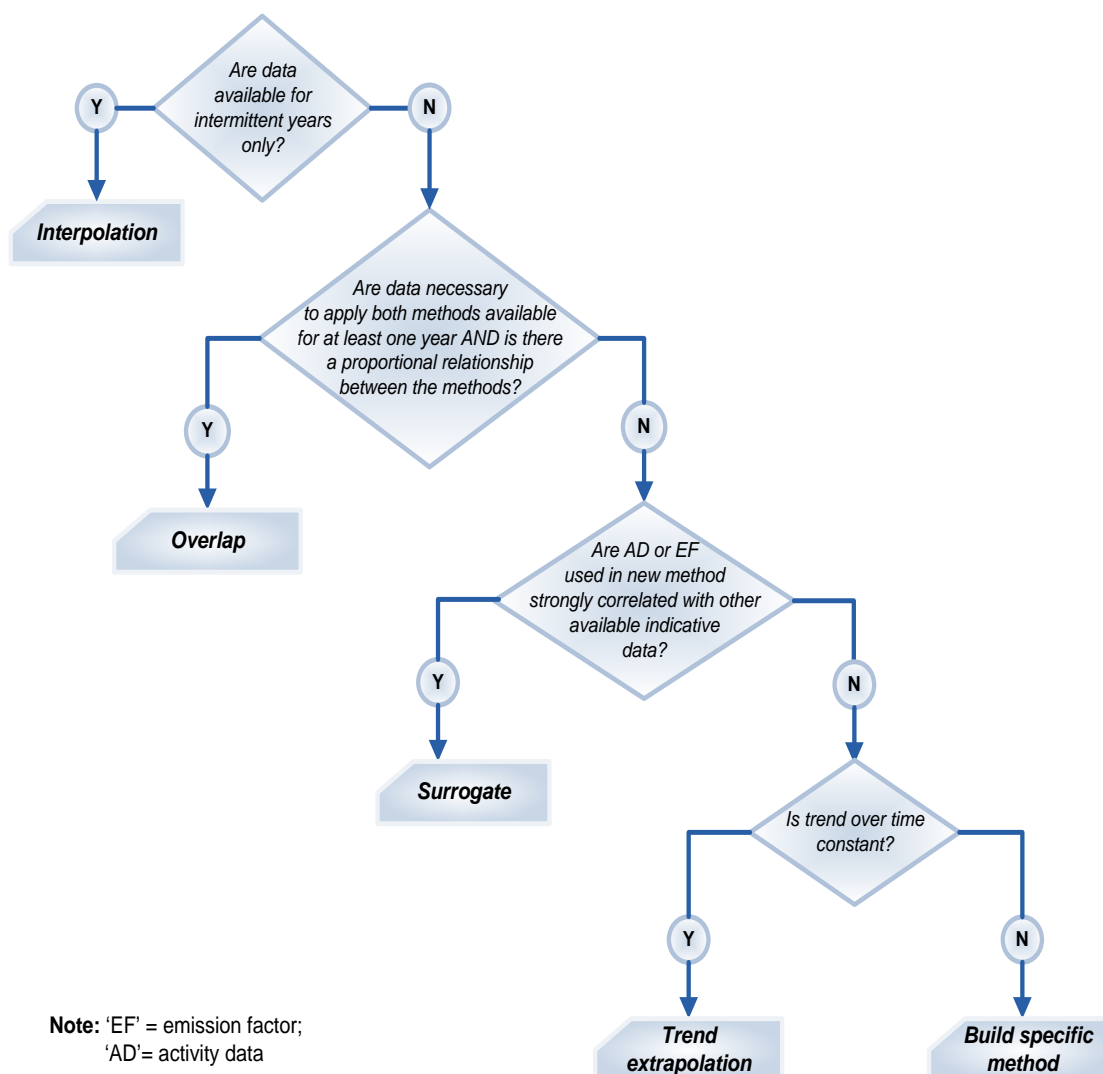 Are data
available for
intermittent years
only?
Y
N
Interpolation
Are data necessary
to apply both methods available
for at least one year AND is there
a proportional relationship
between the methods?
Y
N
Overlap
Are AD or EF
used in new method
strongly correlated with other
available indicative
data?
Y
N
Surrogate
Is trend over time
constant?
Y
N
Trend
extrapolation
Build specific
method
Note: ‘EF’ = emission factor;
‘AD’= activity data